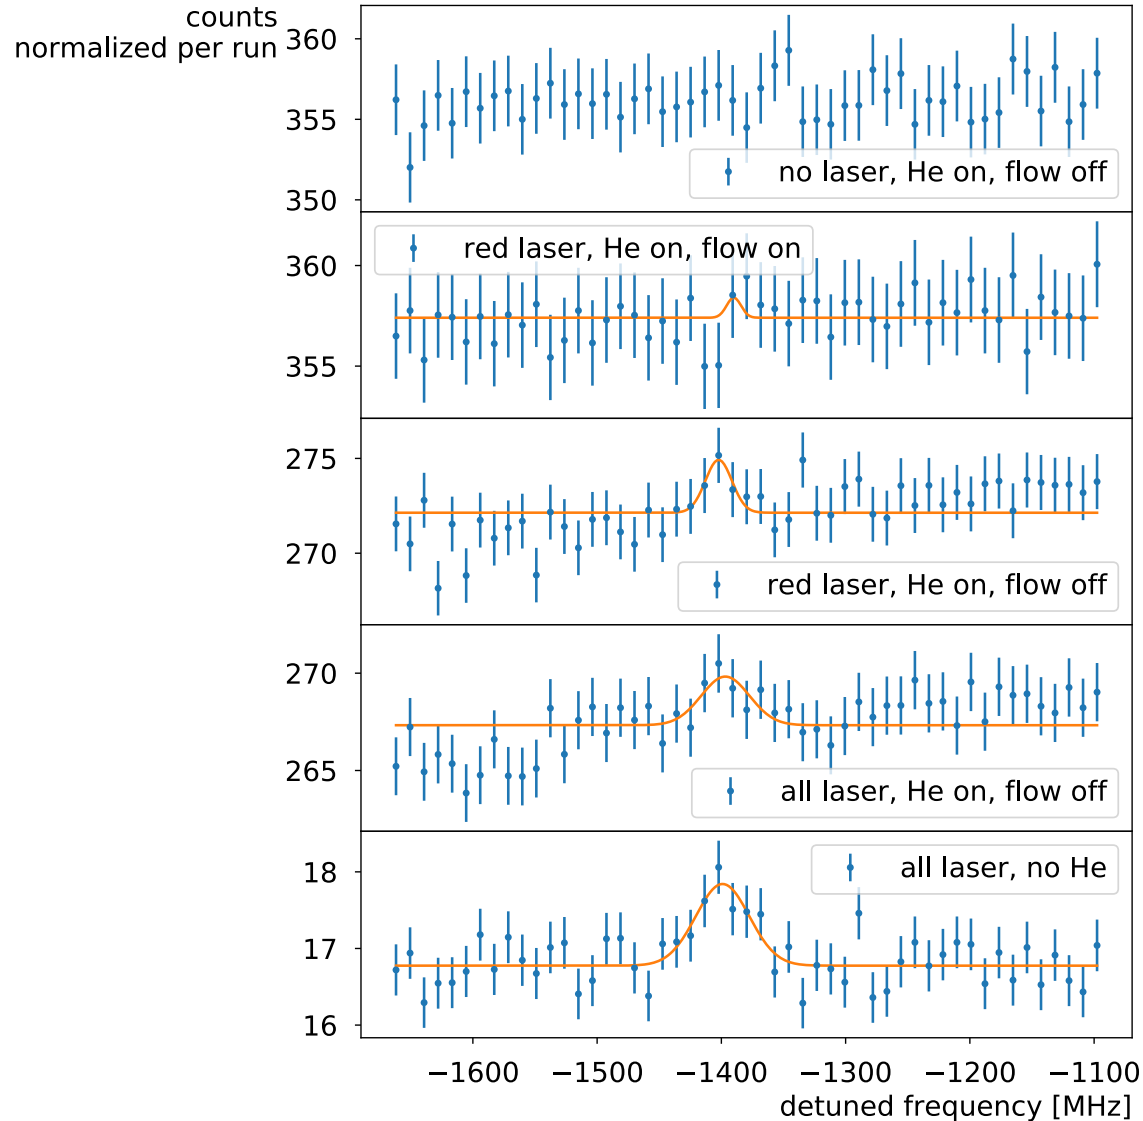 counts
normalized per run
360
355
350
no laser, He on, flow off
360
355
red laser, He on, flow on
275
270
red laser, He on, flow off
270
265
all laser, He on, flow off
18
17
16
all laser, no He
−1600 −1500 −1400 −1300 −1200 −1100
detuned frequency [MHz]